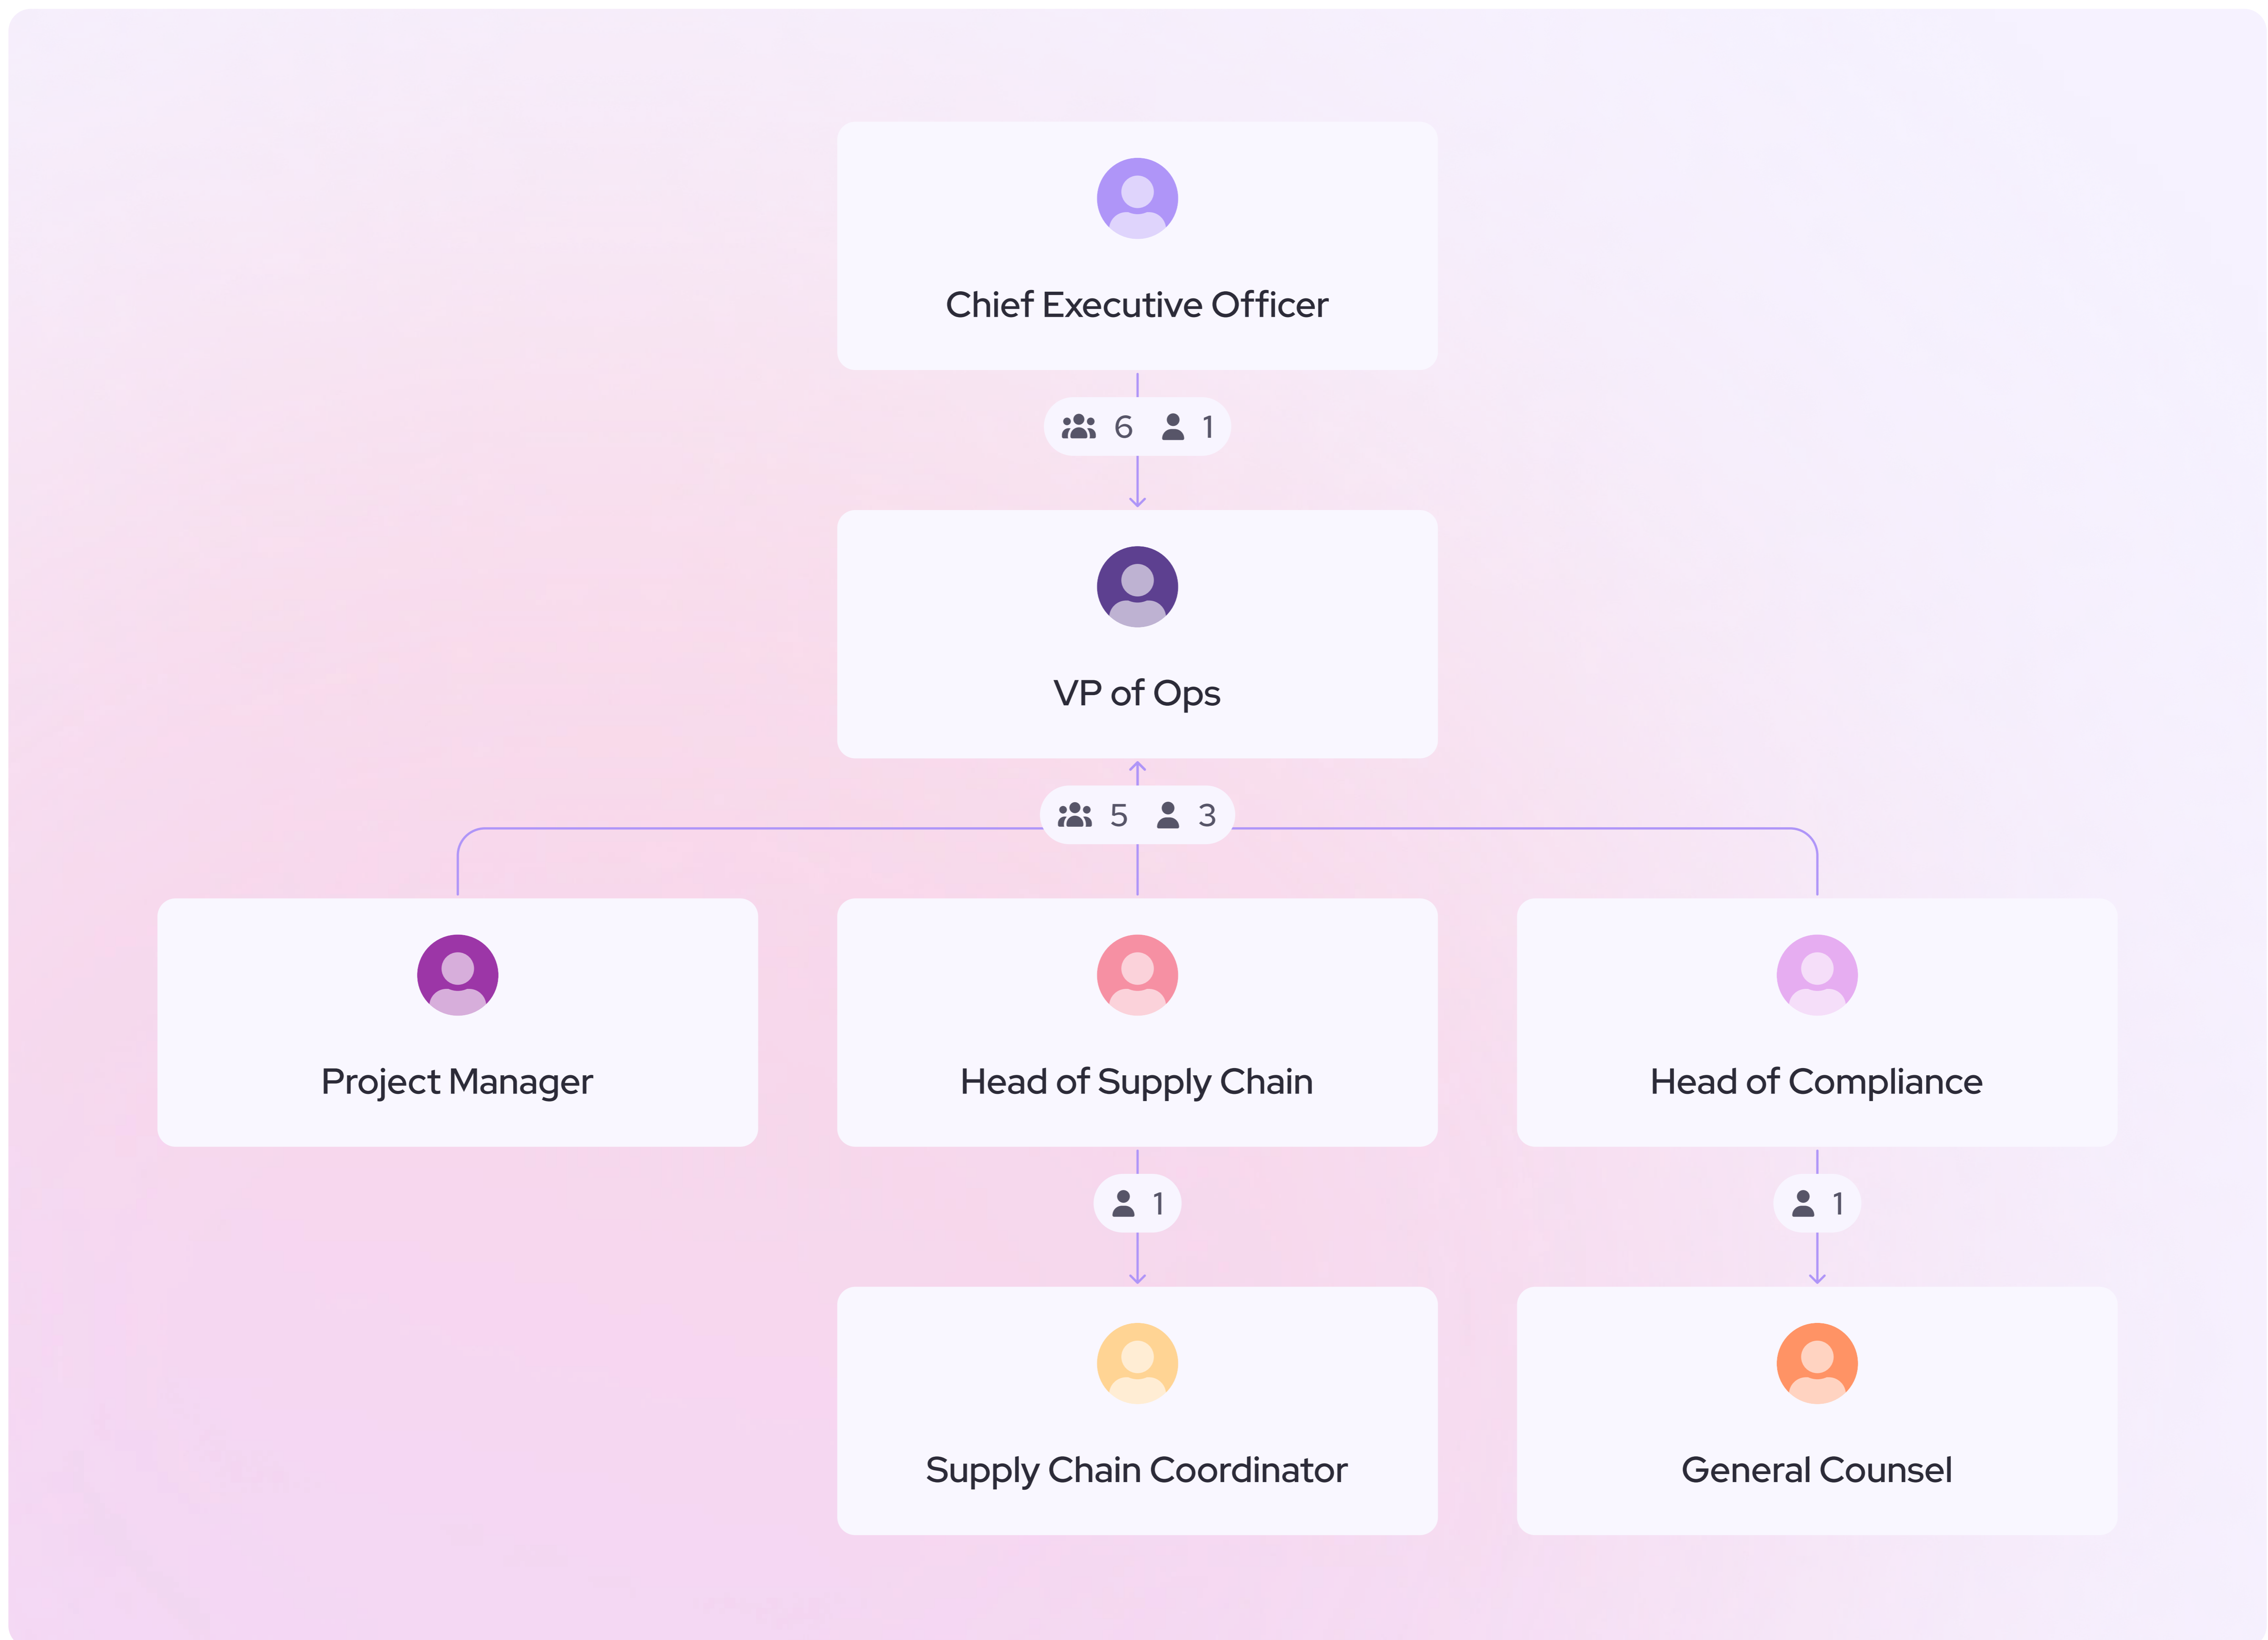 Chief Executive Officer
6 1
VP of Ops
5 3
Project Manager
Head of Supply Chain
Head of Compliance
1
1
Supply Chain Coordinator
General Counsel